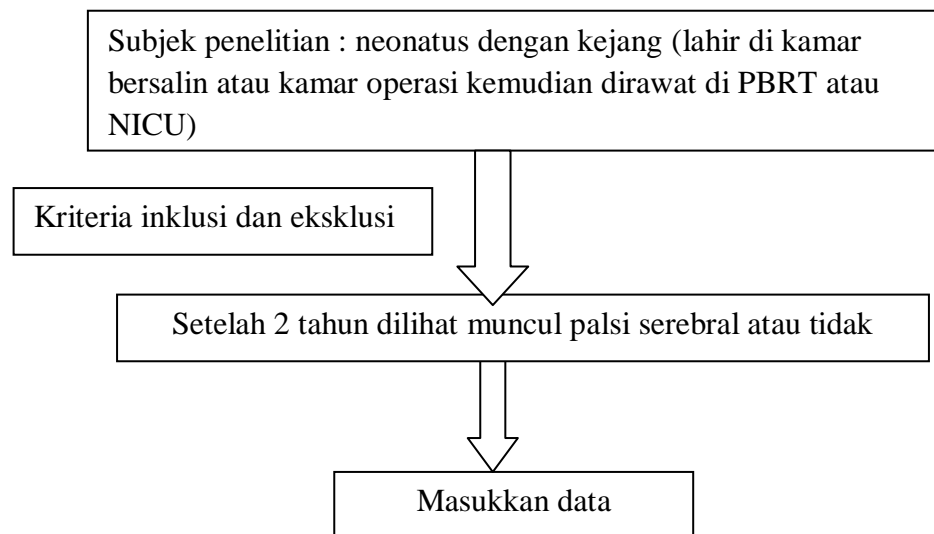 Subjek penelitian : neonatus dengan kejang (lahir di kamar
bersalin atau kamar operasi kemudian dirawat di PBRT atau
NICU)
Kriteria inklusi dan eksklusi
Setelah 2 tahun dilihat muncul palsi serebral atau tidak
Masukkan data